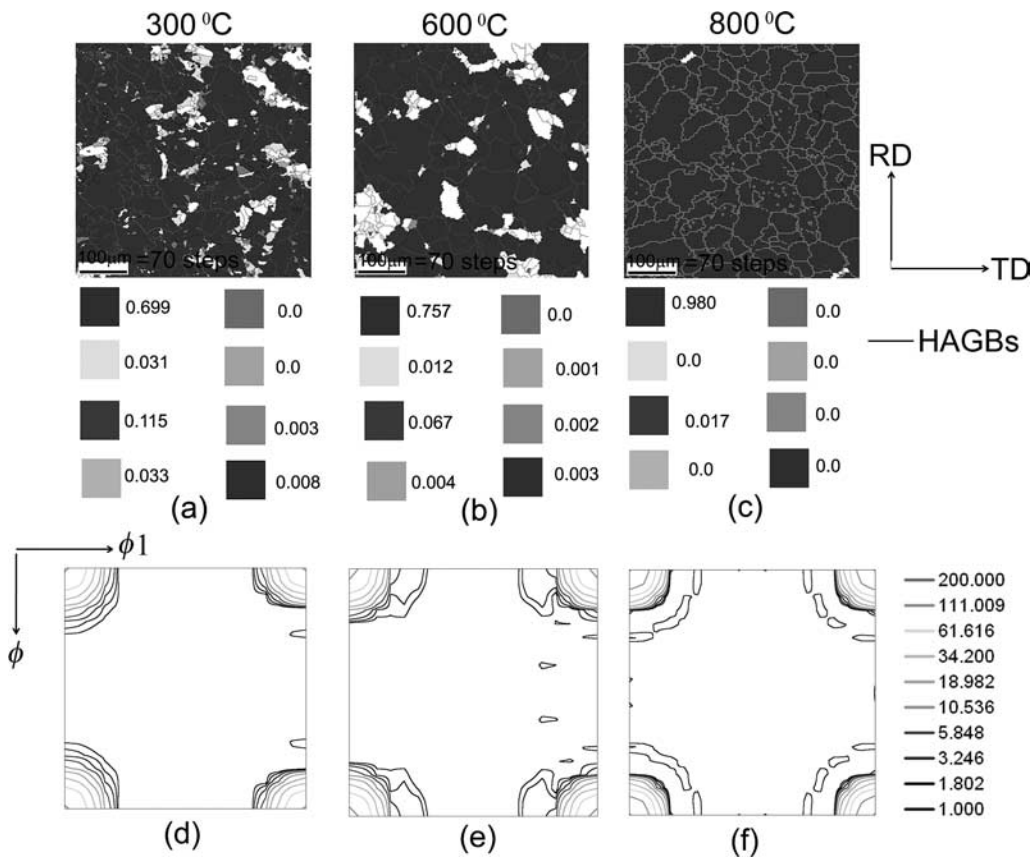 300 ⁰C
600 ⁰C
800 ⁰C
100μm =70 steps
100μm =70 steps
100μm =70 steps
RD
TD
HAGBs
0.699
0.0
0.031
0.0
0.115
0.003
0.033
0.008
(a)
0.757
0.0
0.012
0.001
0.067
0.002
0.004
0.003
(b)
0.980
0.0
0.0
0.0
0.017
0.0
0.0
0.0
(c)
ϕ1
ϕ
(d)
(e)
(f)
200.000
111.009
61.616
34.200
18.982
10.536
5.848
3.246
1.802
1.000